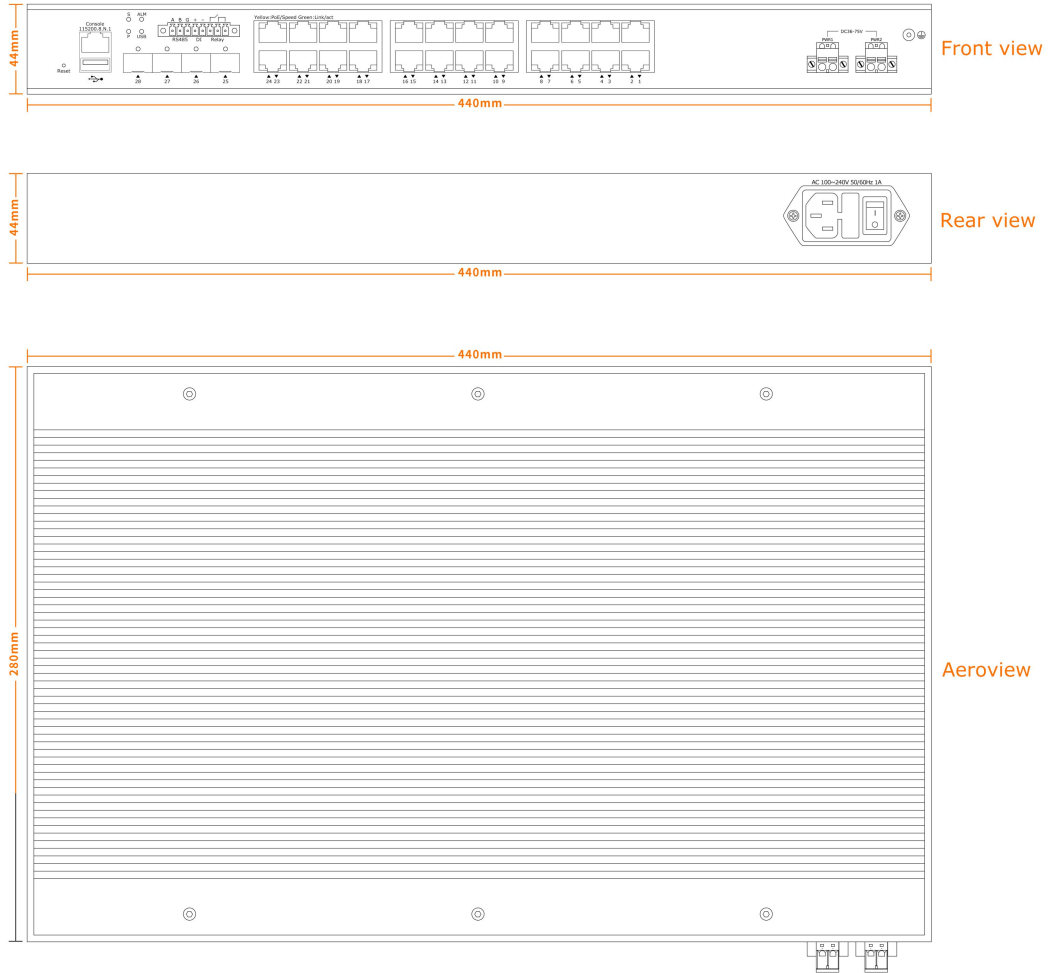 Console
115200.8.N.1
S ALM
P USB
A B G + -
RS485 DI Relay
Yellow:PoE/Speed Green:Link/act
DC36-75V
PWR1 PWR2
Reset
28 27 26 25
24 23 22 21 20 19 18 17
16 15 14 13 12 11 10 9
8 7 6 5 4 3 2 1
44mm
440mm
Front view
AC 100~240V 50/60Hz 1A
44mm
440mm
Rear view
440mm
280mm
Aeroview